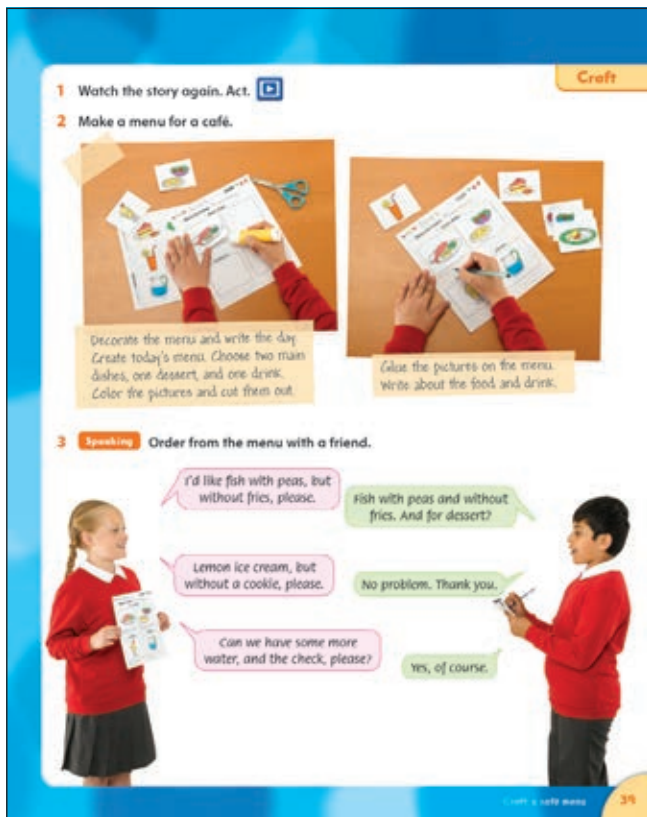 Craft
1 Watch the story again. Act.
2 Make a menu for a café.
Decorate the menu and write the day.
Create today's menu. Choose two main
dishes, one dessert, and one drink.
Color the pictures and cut them out.
Glue the pictures on the menu.
Write about the food and drink.
3 Speaking Order from the menu with a friend.
I'd like fish with peas, but
without fries, please.
Fish with peas and without
fries. And for dessert?
Lemon ice cream, but
without a cookie, please.
No problem. Thank you.
Can we have some more
water, and the check, please?
Yes, of course.
Craft: a café menu
39